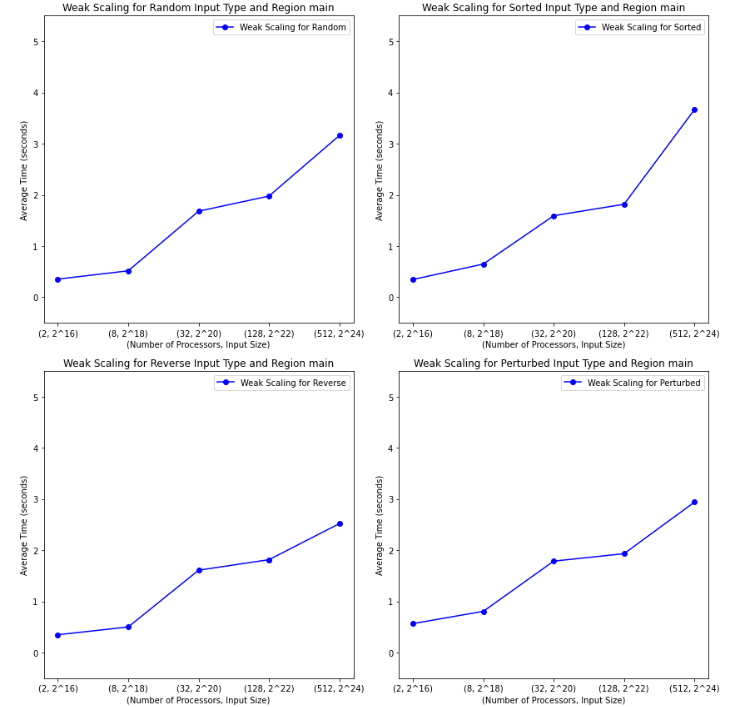 Weak Scaling for Random Input Type and Region main
Weak Scaling for Random
5
4
3
2
1
0
Average Time (seconds)
(2, 2^16) (8, 2^18) (32, 2^20) (128, 2^22) (512, 2^24)
(Number of Processors, Input Size)
Weak Scaling for Sorted Input Type and Region main
Weak Scaling for Sorted
5
4
3
2
1
0
Average Time (seconds)
(2, 2^16) (8, 2^18) (32, 2^20) (128, 2^22) (512, 2^24)
(Number of Processors, Input Size)
Weak Scaling for Reverse Input Type and Region main
Weak Scaling for Reverse
5
4
3
2
1
0
Average Time (seconds)
(2, 2^16) (8, 2^18) (32, 2^20) (128, 2^22) (512, 2^24)
(Number of Processors, Input Size)
Weak Scaling for Perturbed Input Type and Region main
Weak Scaling for Perturbed
5
4
3
2
1
0
Average Time (seconds)
(2, 2^16) (8, 2^18) (32, 2^20) (128, 2^22) (512, 2^24)
(Number of Processors, Input Size)